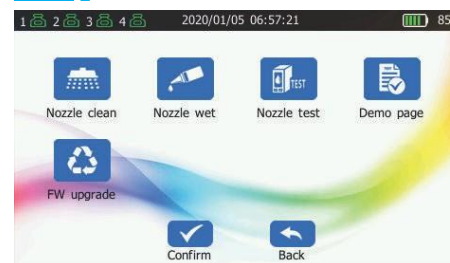 1 2 3 4 2020/01/05 06:57:21 85
TEST
Nozzle clean Nozzle wet Nozzle test Demo page
FW upgrade
Confirm Back